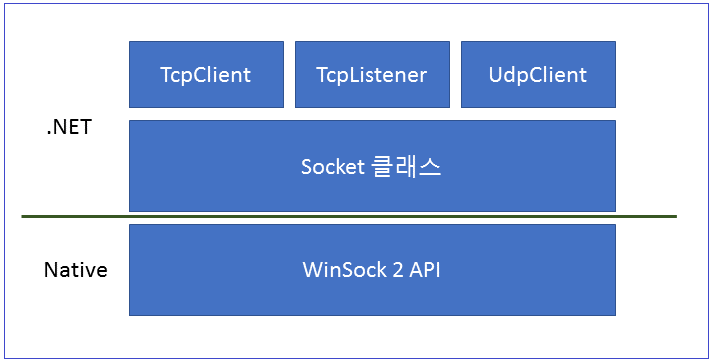 TcpClient TcpListener UdpClient
.NET
Socket 클래스
Native WinSock 2 API